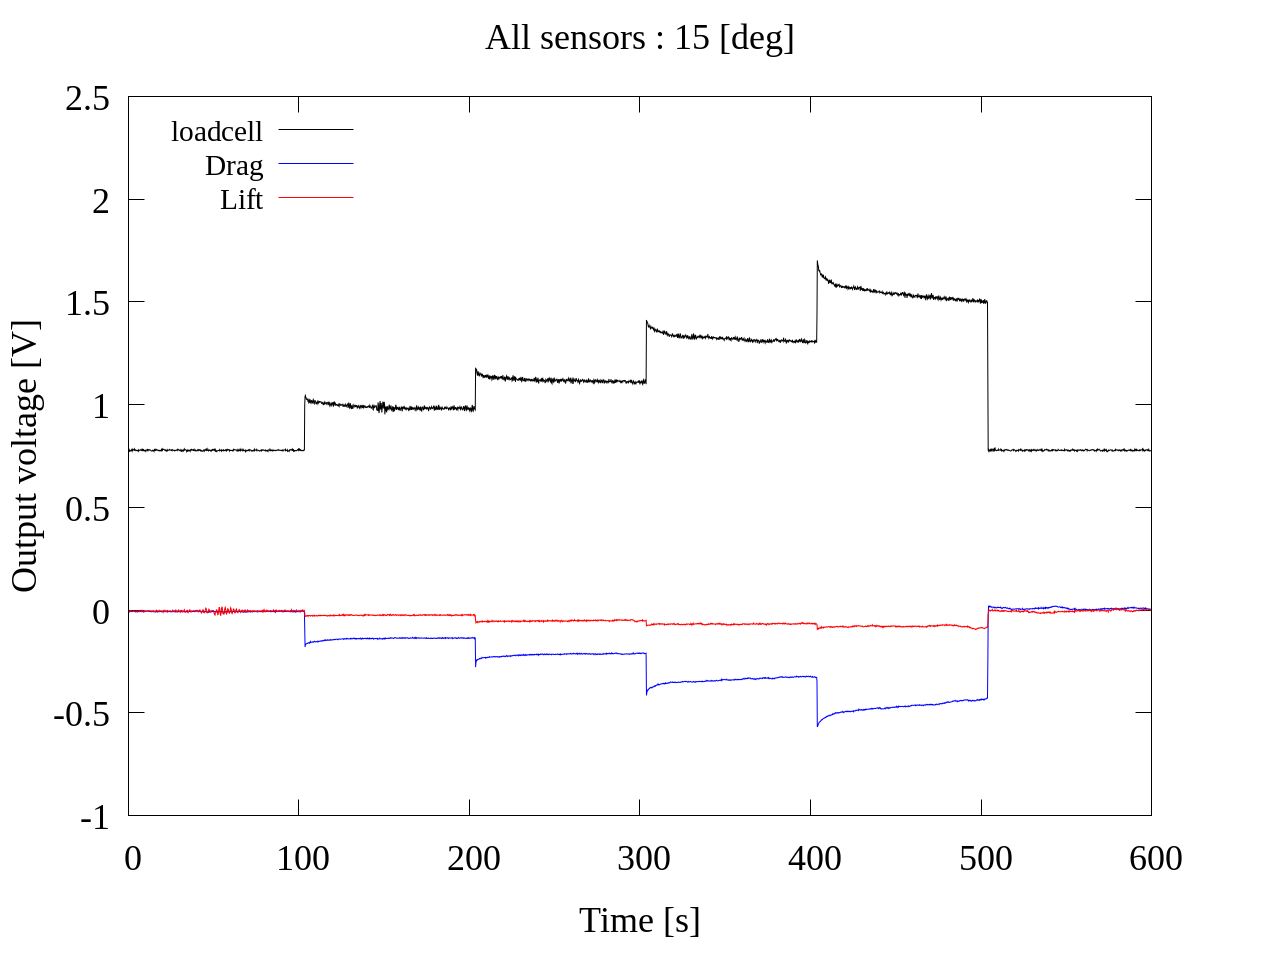 All sensors : 15 [deg]
2.5
2
1.5
1
0.5
0
-0.5
-1
loadcell
Drag
Lift
Output voltage [V]
0 100 200 300 400 500 600
Time [s]